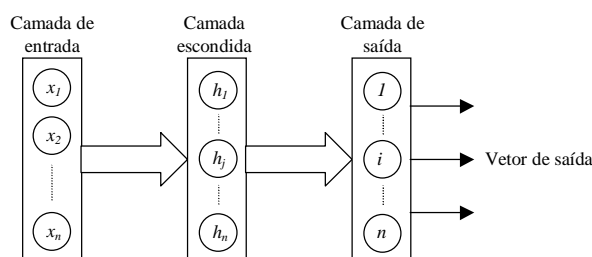 Camada de
entrada
x1
x2
xn
Camada
escondida
h1
hj
hn
Camada de
saída
1
i
n
Vetor de saída